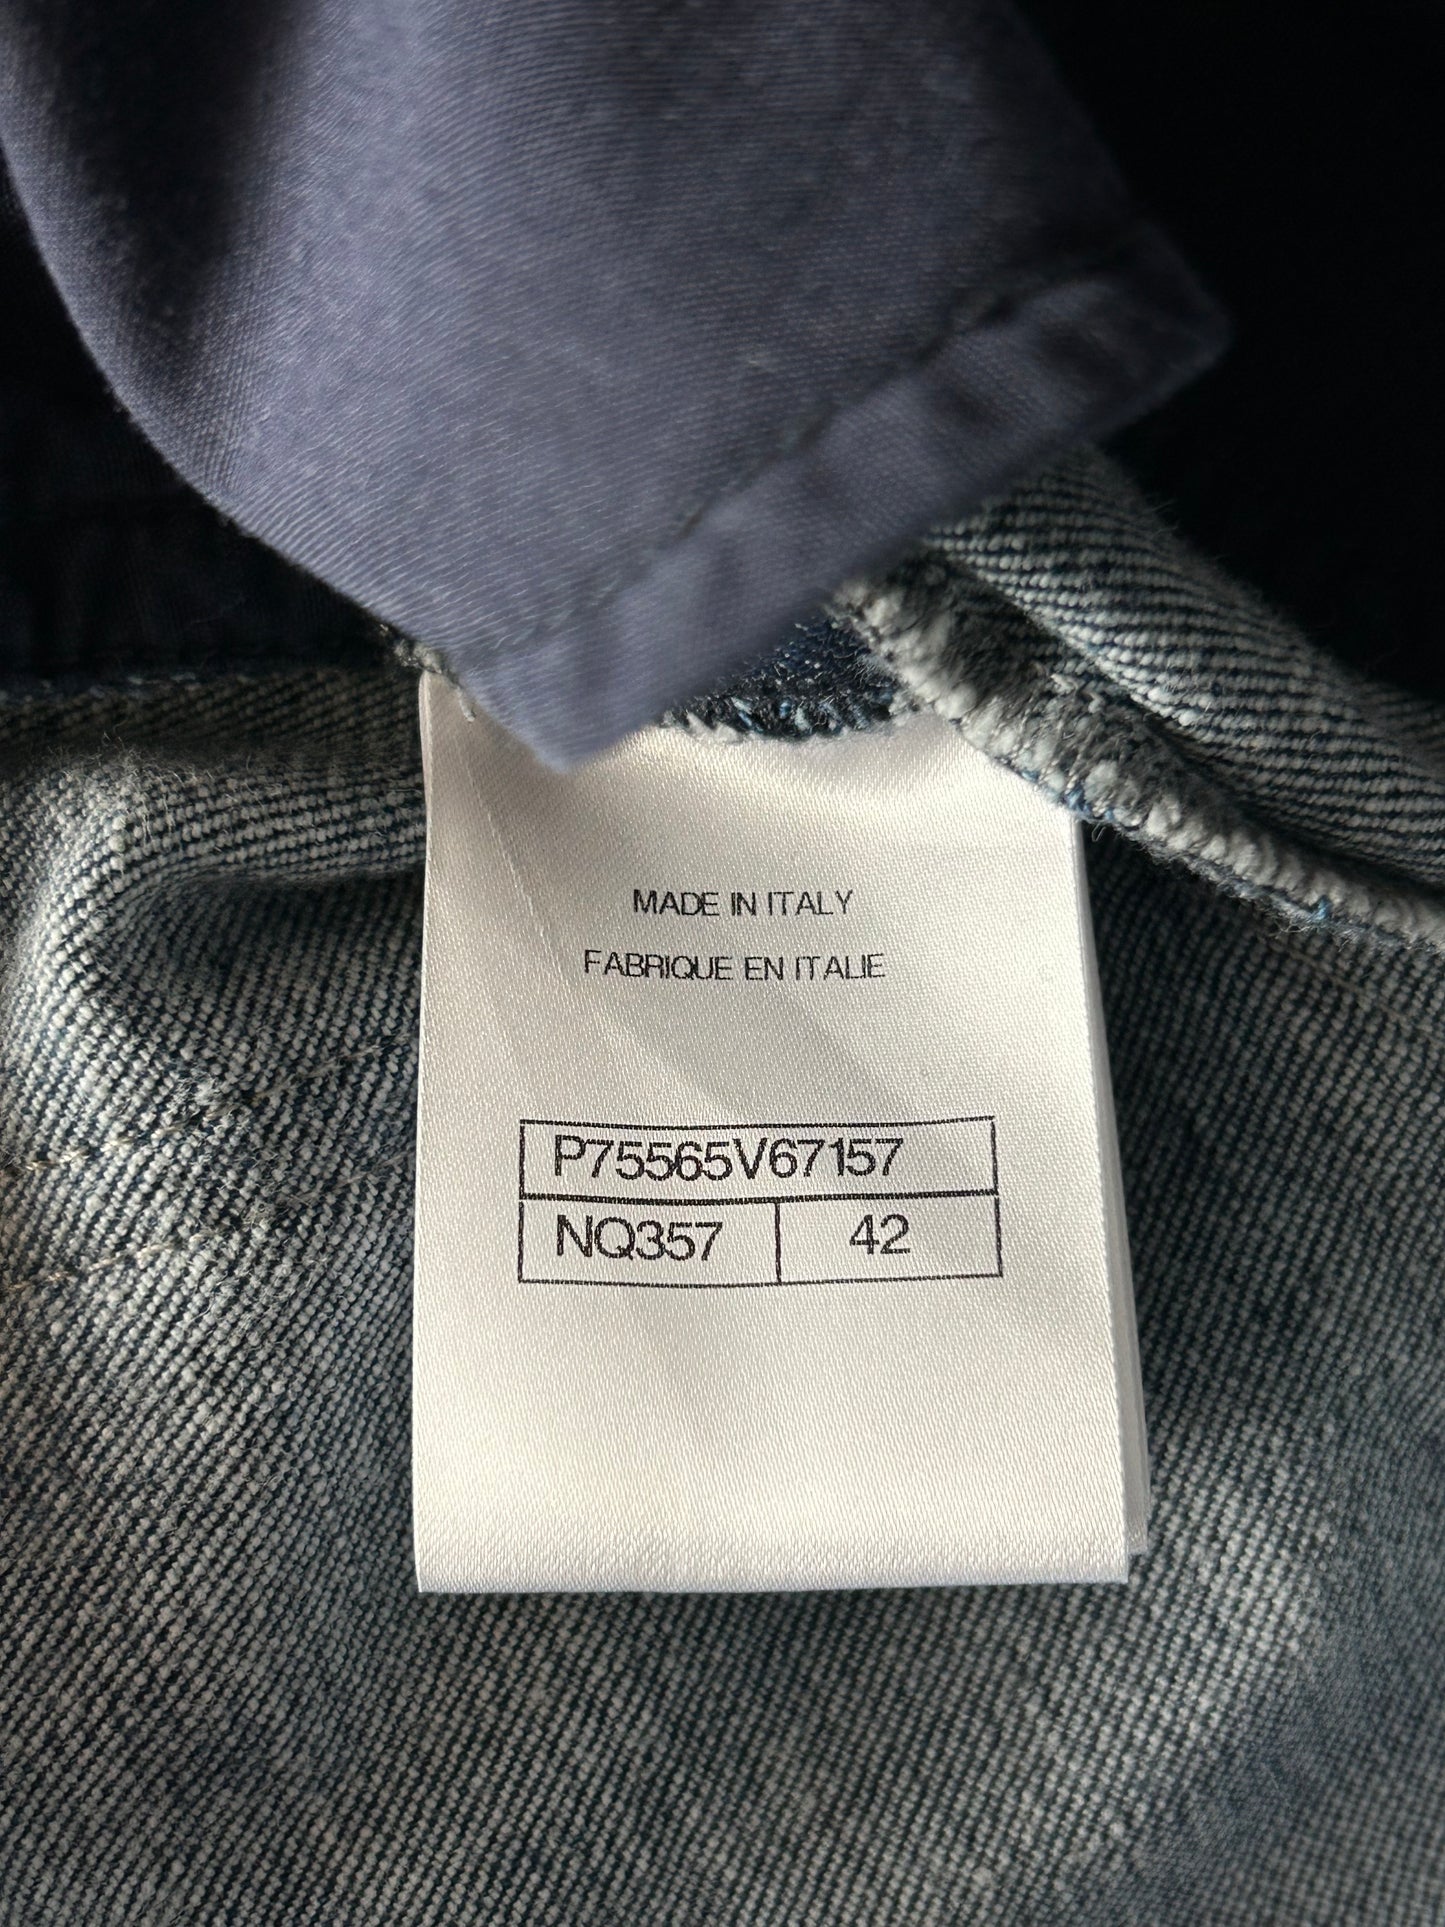 MADE IN ITALY
FABRIQUE EN ITALIE
P75565V67157
NQ357 42